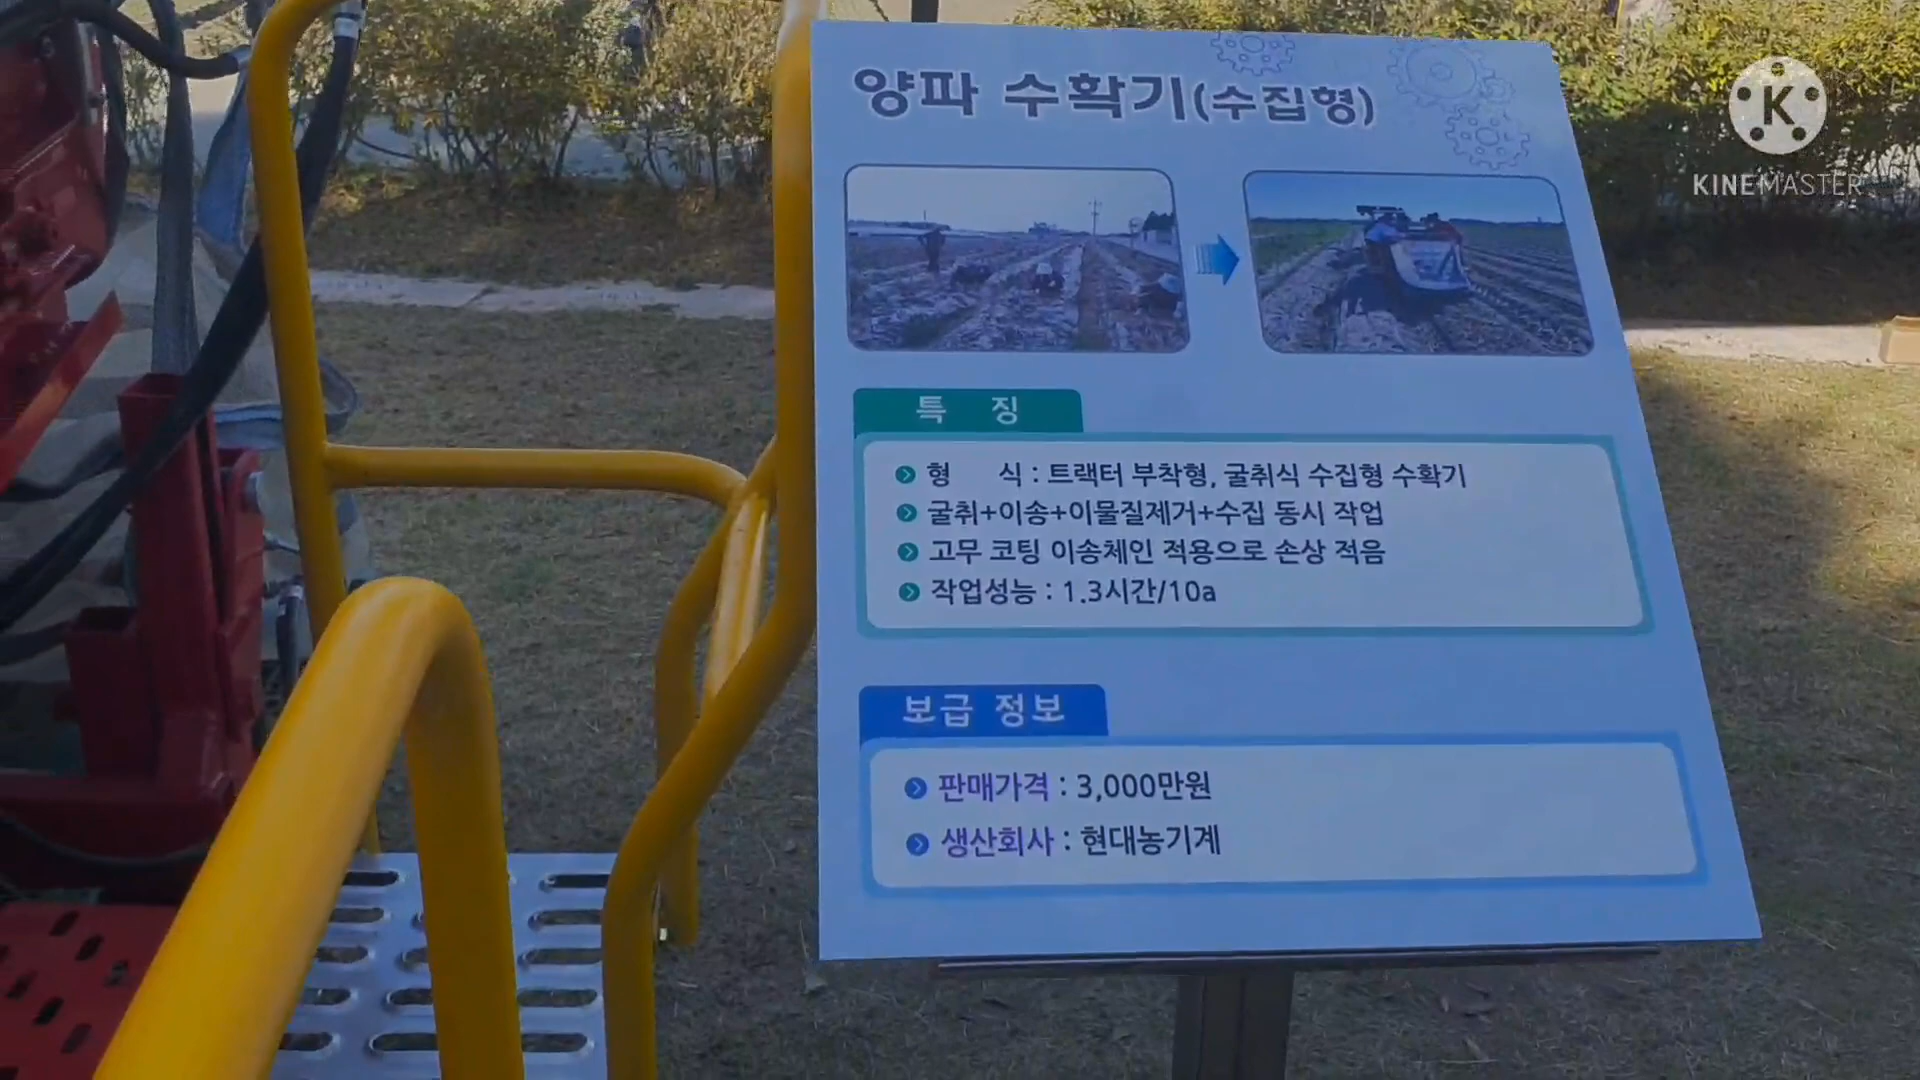 양파 수확기(수집형)
KINEMASTER
특 징
형 식 : 트랙터 부착형, 굴취식 수집형 수확기
굴취+이송+이물질제거+수집 동시 작업
고무 코팅 이송체인 적용으로 손상 적음
작업성능 : 1.3시간/10a
보급 정보
판매가격 : 3,000만원
생산회사 : 현대농기계